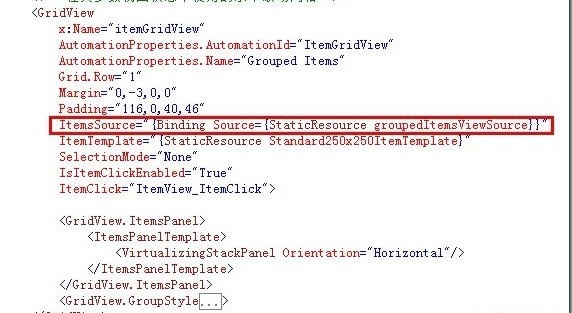 <GridView
x:Name="itemGridView"
AutomationProperties.AutomationId="ItemGridView"
AutomationProperties.Name="Grouped Items"
Grid.Row="1"
Margin="0,-3,0,0"
Padding="116,0,40,46"
ItemsSource="{Binding Source={StaticResource groupedItemsViewSource}}"
ItemTemplate="{StaticResource Standard250x250ItemTemplate}"
SelectionMode="None"
IsItemClickEnabled="True"
ItemClick="ItemView_ItemClick">
<GridView.ItemsPanel>
<ItemsPanelTemplate>
<VirtualizingStackPanel Orientation="Horizontal"/>
</ItemsPanelTemplate>
</GridView.ItemsPanel>
<GridView.GroupStyle...>